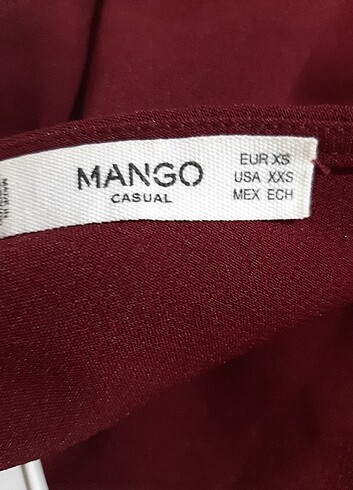 MANGO
CASUAL
EUR XS
USA XXS
MEX ECH